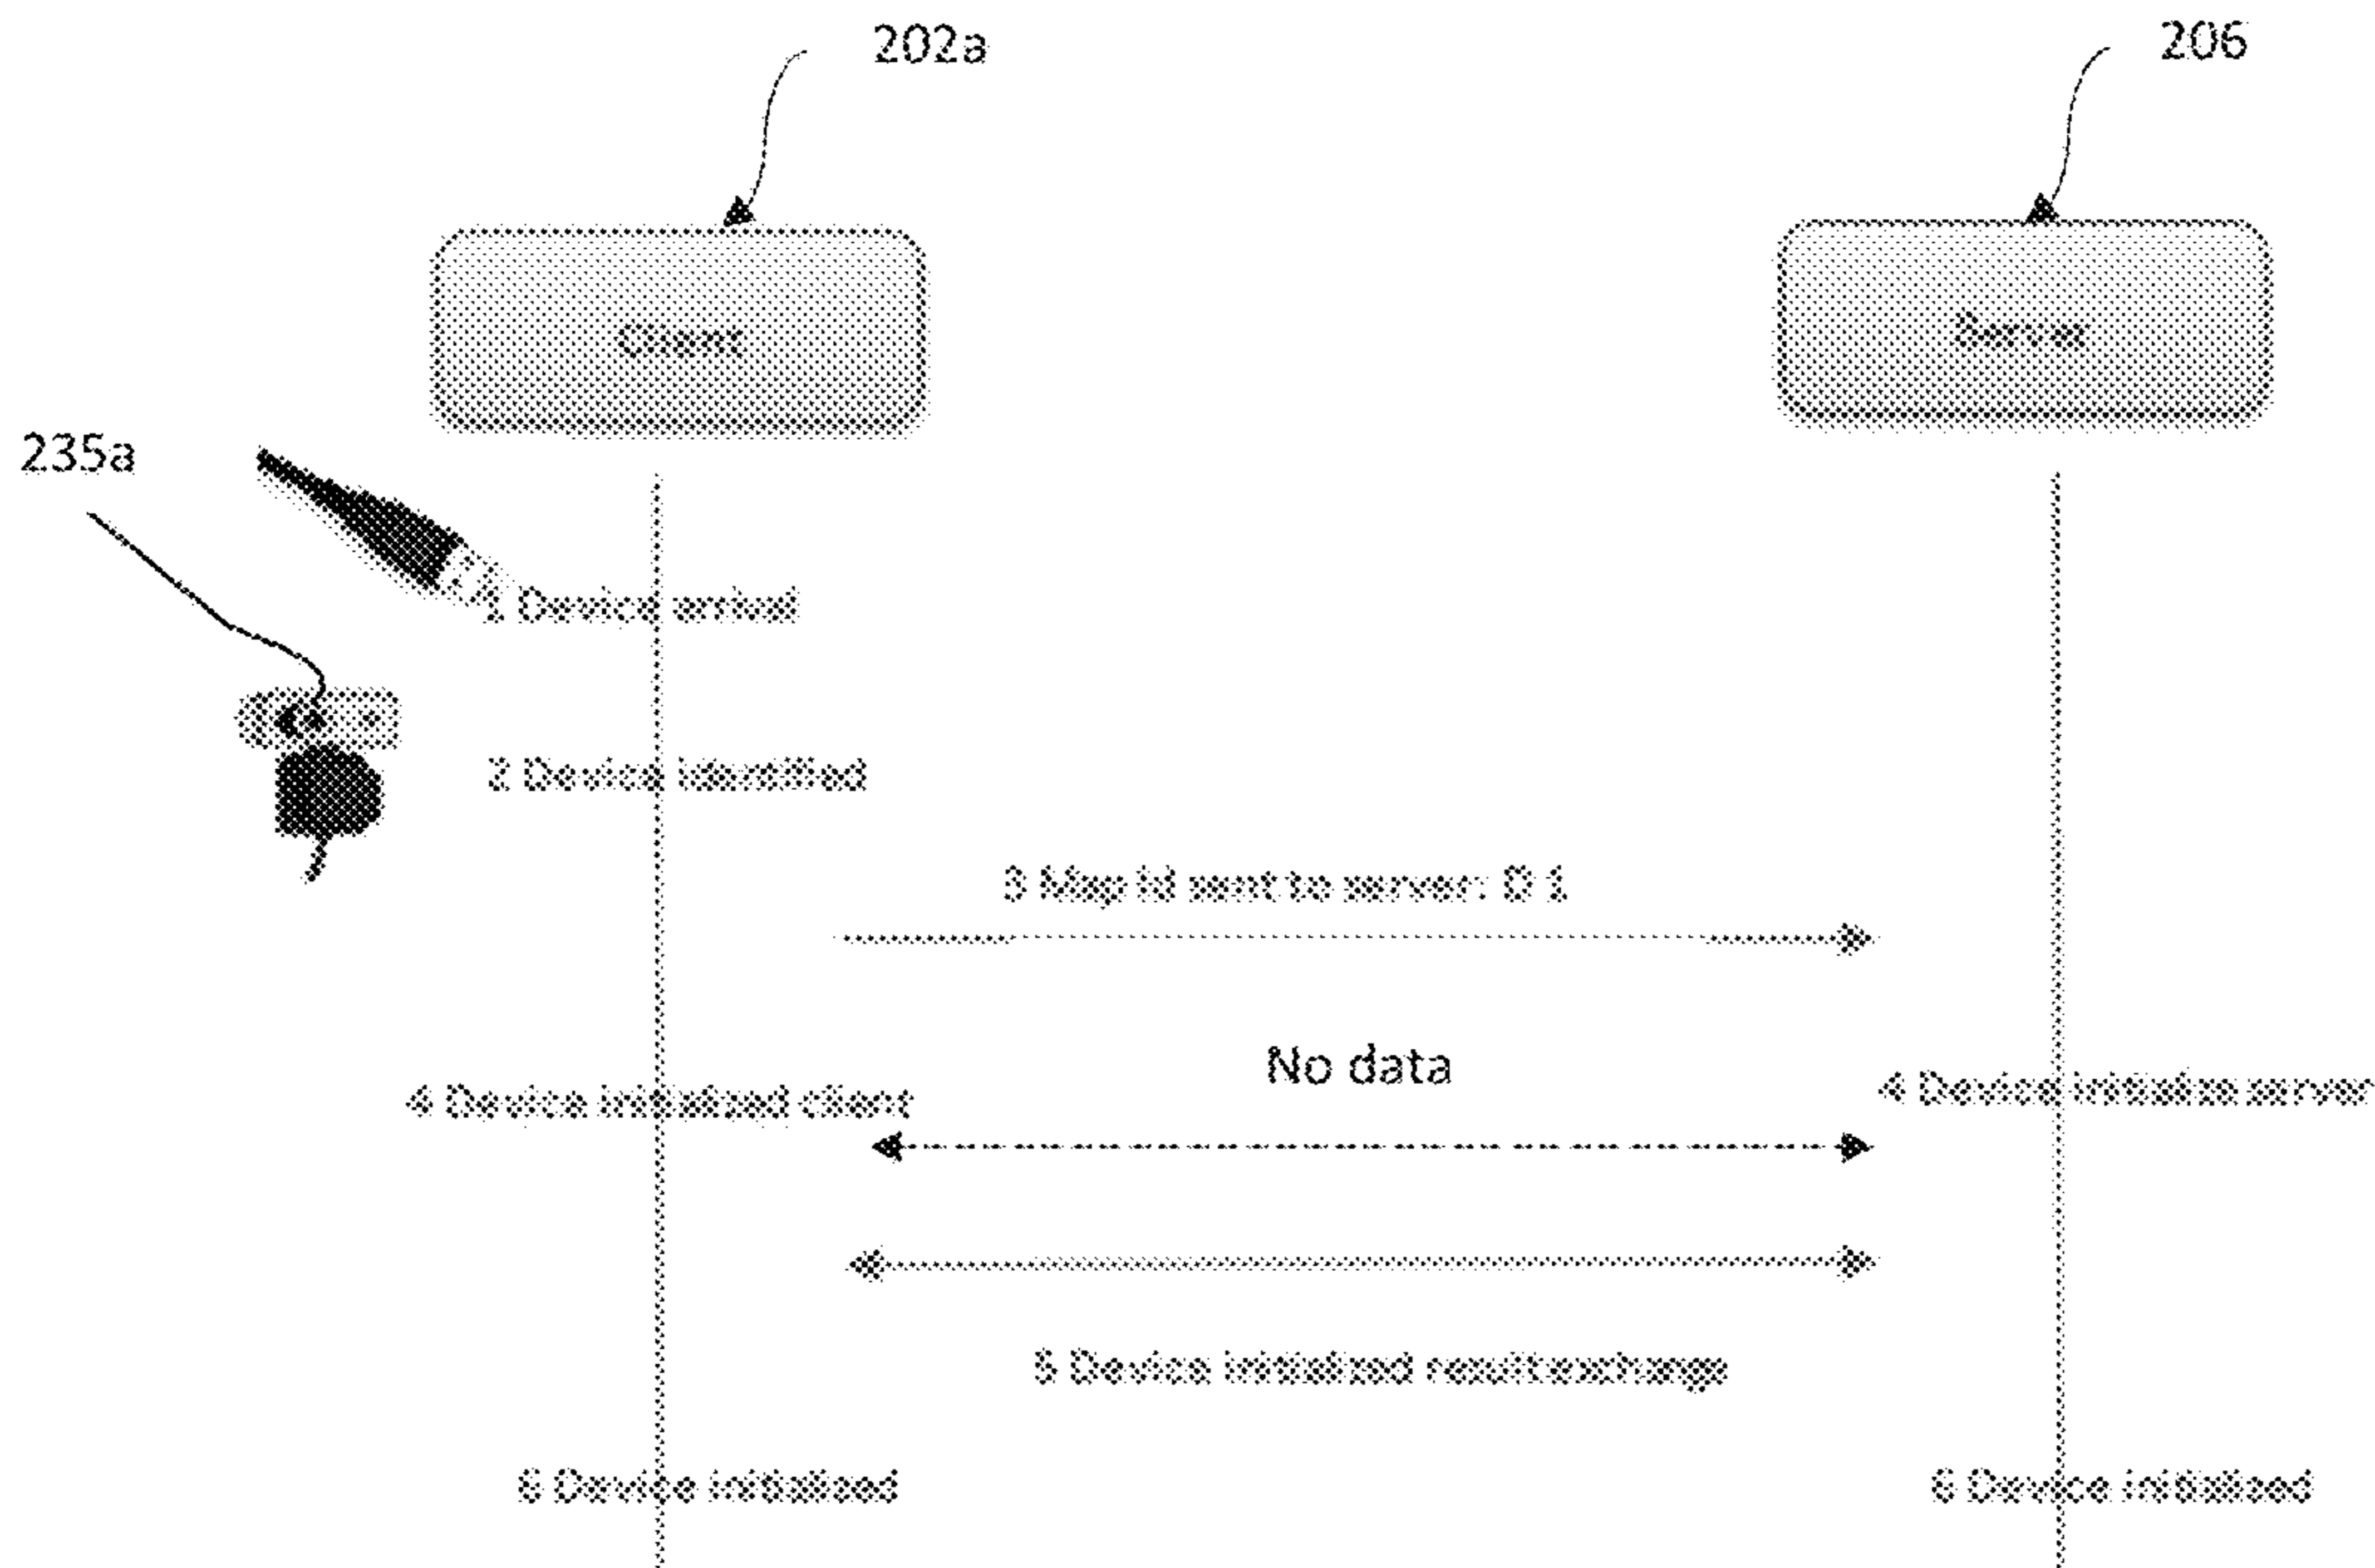 202a
206
Client
Server
235a
1 Device arrival
2 Device identified
3 Map id sent to server: D 1
No data
4 Device initialized client
4 Device initialize server
5 Device initialized result exchange
6 Device initialized
6 Device initialized